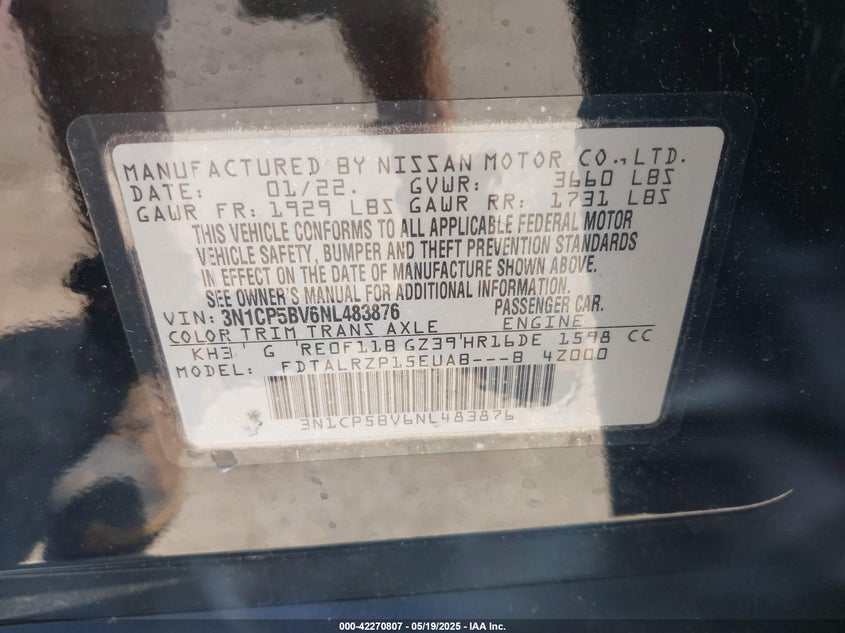 MANUFACTURED BY NISSAN MOTOR CO.,LTD.
DATE: 01/22. GVWR: 3660 LBS
GAWR FR: 1929 LBS GAWR RR: 1731 LBS
THIS VEHICLE CONFORMS TO ALL APPLICABLE FEDERAL MOTOR
VEHICLE SAFETY, BUMPER AND THEFT PREVENTION STANDARDS
IN EFFECT ON THE DATE OF MANUFACTURE SHOWN ABOVE.
SEE OWNER'S MANUAL FOR ADDITIONAL INFORMATION.
VIN: 3N1CP5BV6NL483876 PASSENGER CAR.
COLOR TRIM TRANS AXLE ENGINE
KH3 G RE0F11B GZ39 HR16DE 1598 CC
MODEL: FDTALRZP15EUAB---B 4Z000
3N1CP5BV6NL483876
000-42270807 - 05/19/2025 - IAA Inc.